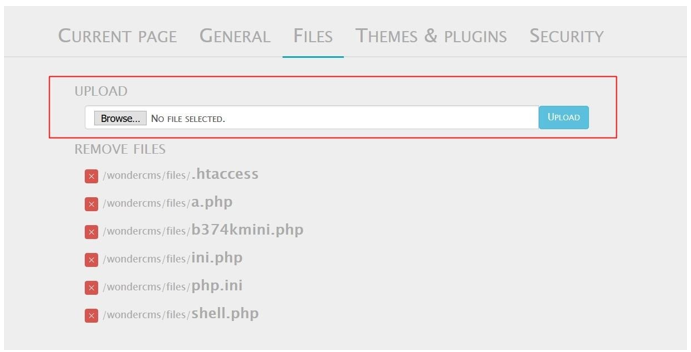 Current page General Files Themes & plugins Security
UPLOAD
Browse... No file selected. Upload
REMOVE FILES
× /wondercms/files/.htaccess
× /wondercms/files/a.php
× /wondercms/files/b374kmini.php
× /wondercms/files/ini.php
× /wondercms/files/php.ini
× /wondercms/files/shell.php